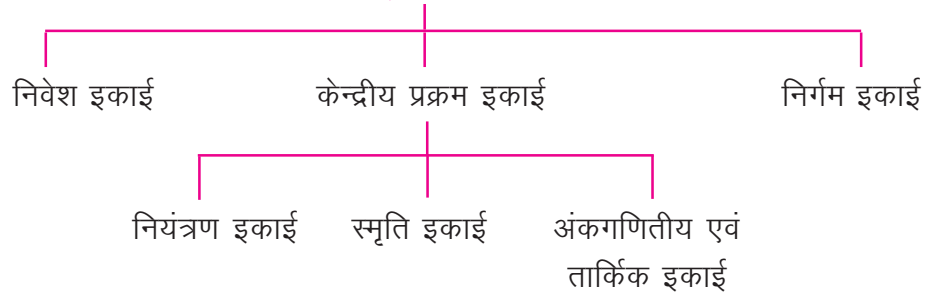 निवेश इकाई केन्द्रीय प्रक्रम इकाई निर्गम इकाई
नियंत्रण इकाई स्मृति इकाई अंकगणितीय एवं
तार्किक इकाई